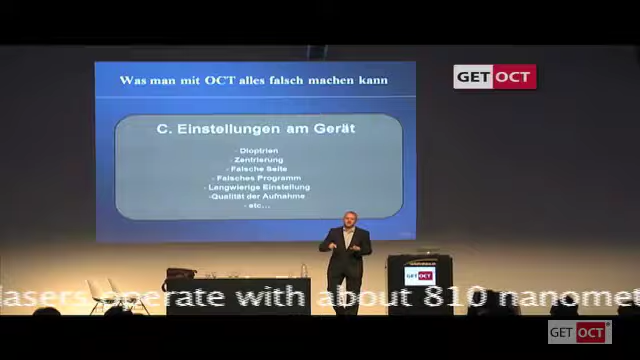 Was man mit OCT alles falsch machen kann
GET OCT
C. Einstellungen am Gerät
- Dioptrien
- Zentrierung
- Falsche Seite
- Falsches Programm
- Langwierige Einstellung
-Qualität der Aufnahme
- etc...
GET OCT
lasers operate with about 810 nanomet
GET OCT